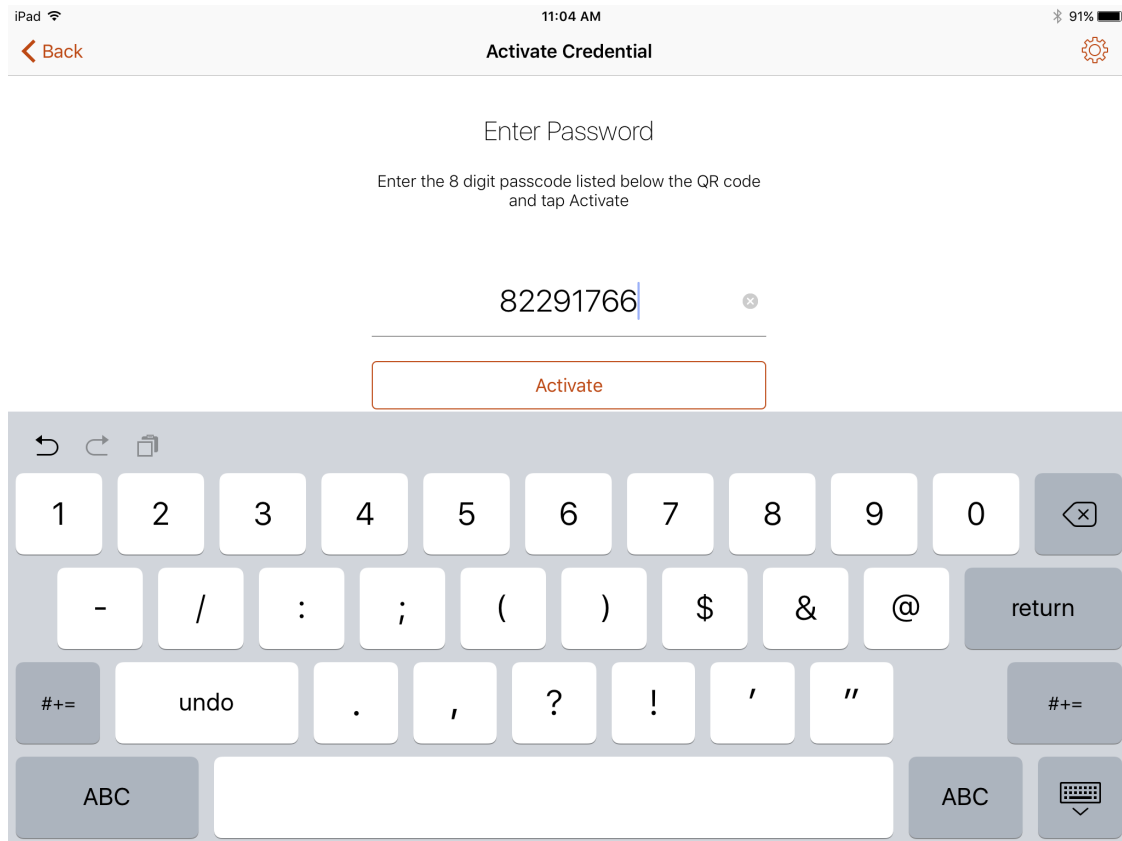 iPad 11:04 AM 91%
Back Activate Credential
Enter Password
Enter the 8 digit passcode listed below the QR code
and tap Activate
82291766
Activate
1 2 3 4 5 6 7 8 9 0
- / : ; ( ) $ & @ return
#+= undo . , ? ! ' " #+=
ABC ABC